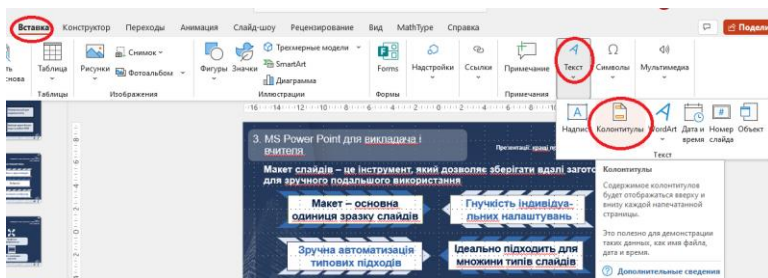 Вставка Конструктор Переходы Анимация Слайд-шоу Рецензирование Вид MathType Справка
Таблица Рисунки Снимок Фотоальбом Фигуры Значки Трехмерные модели SmartArt Диаграмма Forms Надстройки Ссылки Примечание Текст Символы Мультимедиа
Таблицы Изображения Иллюстрации Формы Примечания
Надпись Колонтитулы WordArt Дата и время Номер слайда Объект
Текст
3. MS Power Point для викладача і
вчителя
Макет слайдів – це інструмент, який дозволяє зберігати вдалі
для зручного подальшого використання
Макет – основна
одиниця зразку слайдів
Гнучкість індивідуа-
льних налаштувань
Зручна автоматизація
типових підходів
Ідеально підходить для
множини типів слайдів
Колонтитулы
Содержимое колонтитулов
будет отображаться вверху и
внизу каждой напечатанной
страницы.
Это полезно для демонстрации
таких данных, как имя файла,
дата и время.
Дополнительные сведения